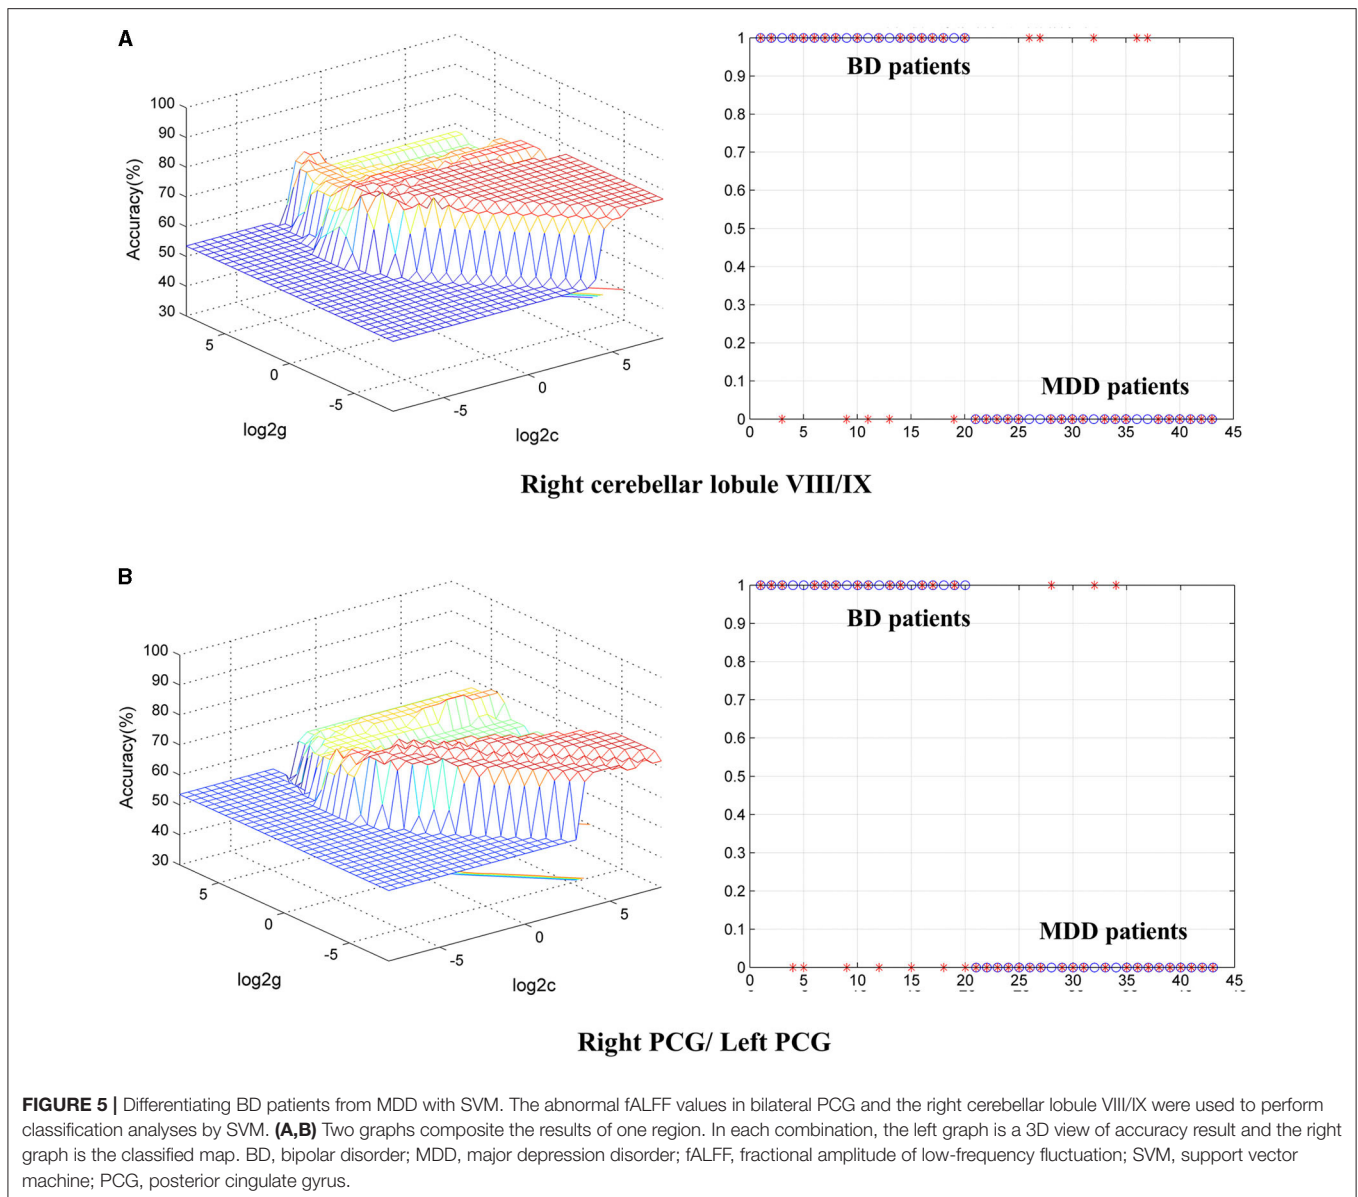 A
100
90
80
70
60
50
40
30
Accuracy(%)
5
0
-5
log2g
-5
0
5
log2c
1
0.9
0.8
0.7
0.6
0.5
0.4
0.3
0.2
0.1
0
0 5 10 15 20 25 30 35 40 45
BD patients
MDD patients
Right cerebellar lobule VIII/IX
B
100
90
80
70
60
50
40
30
Accuracy(%)
5
0
-5
log2g
-5
0
5
log2c
1
0.9
0.8
0.7
0.6
0.5
0.4
0.3
0.2
0.1
0
0 5 10 15 20 25 30 35 40 45
BD patients
MDD patients
Right PCG/ Left PCG
FIGURE 5 | Differentiating BD patients from MDD with SVM. The abnormal fALFF values in bilateral PCG and the right cerebellar lobule VIII/IX were used to perform
classification analyses by SVM. (A,B) Two graphs composite the results of one region. In each combination, the left graph is a 3D view of accuracy result and the right
graph is the classified map. BD, bipolar disorder; MDD, major depression disorder; fALFF, fractional amplitude of low-frequency fluctuation; SVM, support vector
machine; PCG, posterior cingulate gyrus.